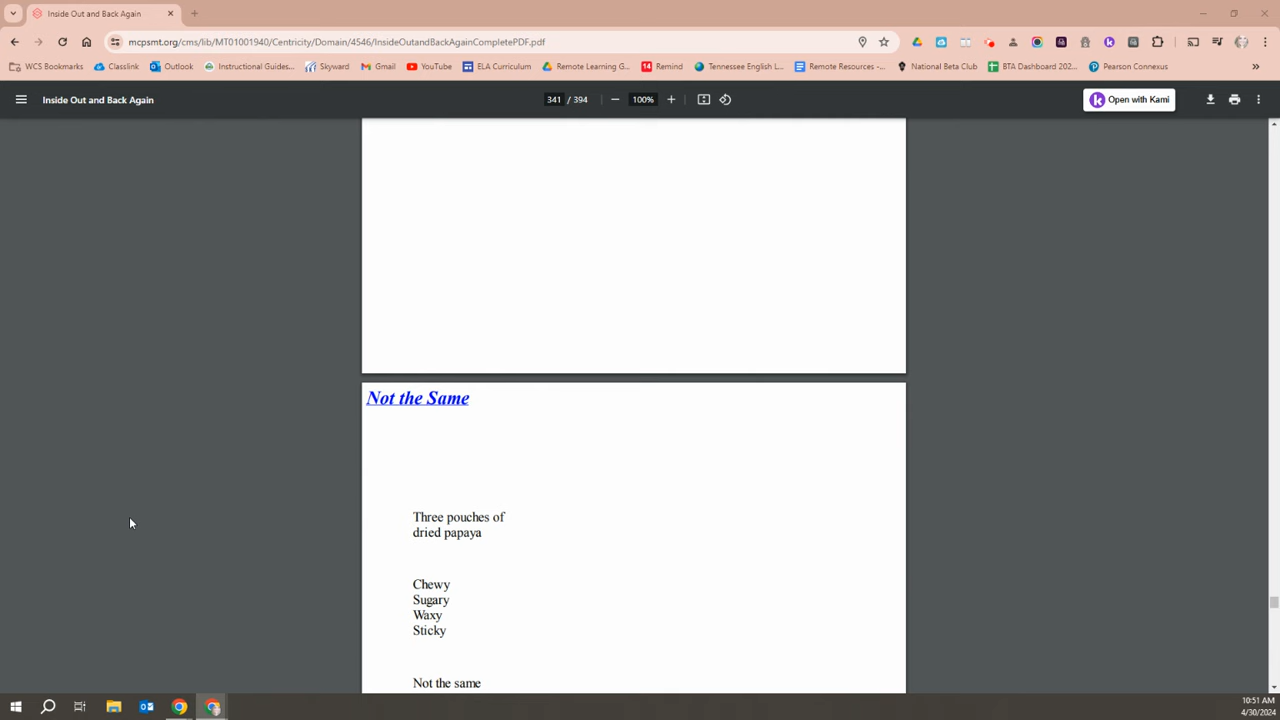 Inside Out and Back Again
mcpsmt.org/cms/lib/MT01001940/Centricity/Domain/4546/InsideOutandBackAgainCompletePDF.pdf
WCS Bookmarks Classlink Outlook Instructional Guides... Skyward Gmail YouTube ELA Curriculum Remote Learning G... 14 Remind Tennessee English L... Remote Resources -... National Beta Club BTA Dashboard 202... Pearson Connexus
Inside Out and Back Again 341 / 394 100% k Open with Kami
Not the Same
Three pouches of
dried papaya
Chewy
Sugary
Waxy
Sticky
Not the same
10:51 AM
4/30/2024